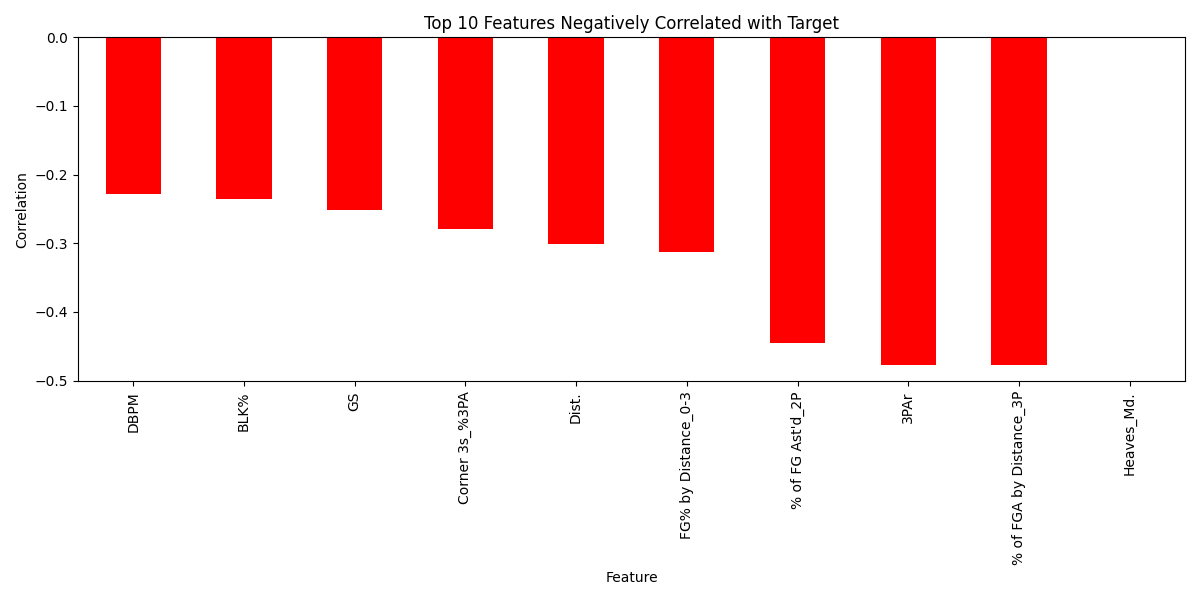 Top 10 Features Negatively Correlated with Target
Correlation
0.0
−0.1
−0.2
−0.3
−0.4
−0.5
DBPM
BLK%
GS
Corner 3s_%3PA
Dist.
FG% by Distance_0-3
% of FG Ast'd_2P
3PAr
% of FGA by Distance_3P
Heaves_Md.
Feature